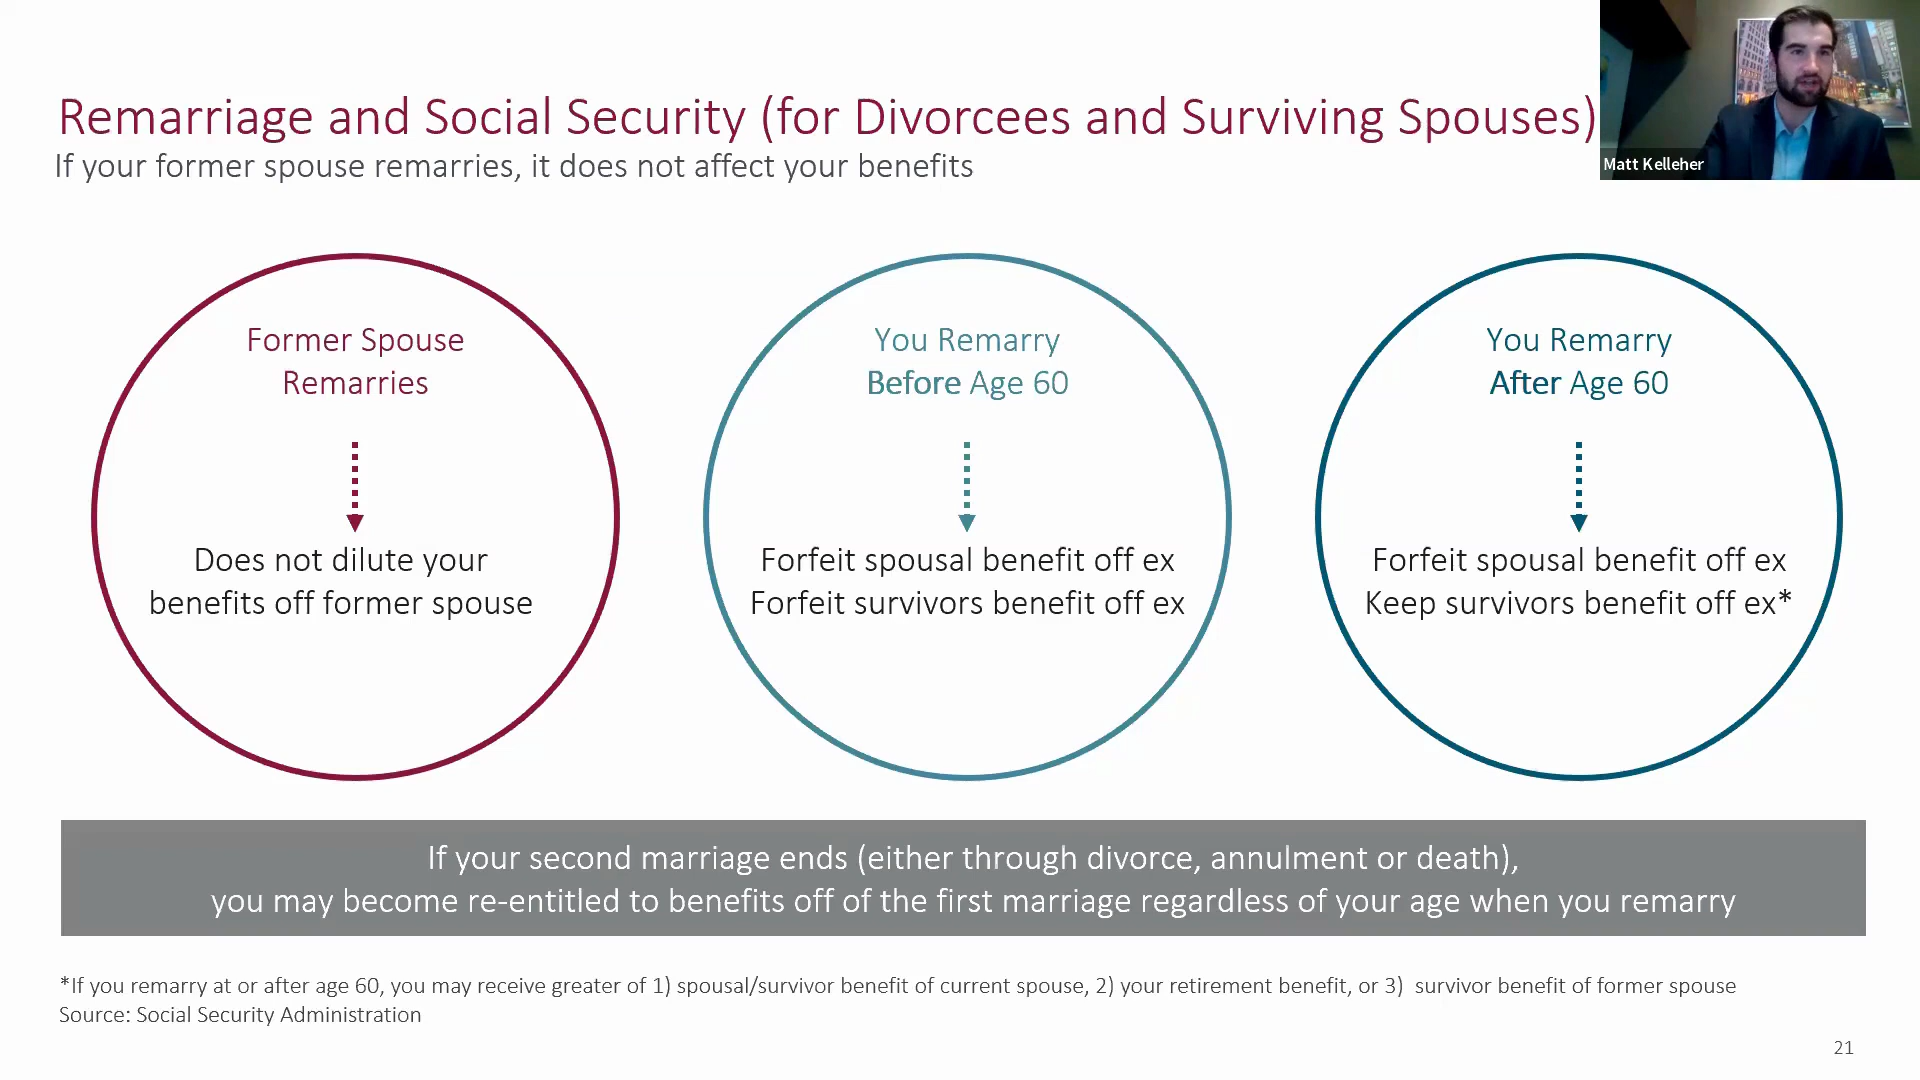 Remarriage and Social Security (for Divorcees and Surviving Spouses)
If your former spouse remarries, it does not affect your benefits
Matt Kelleher
Former Spouse
Remarries
Does not dilute your
benefits off former spouse
You Remarry
Before Age 60
Forfeit spousal benefit off ex
Forfeit survivors benefit off ex
You Remarry
After Age 60
Forfeit spousal benefit off ex
Keep survivors benefit off ex*
If your second marriage ends (either through divorce, annulment or death),
you may become re-entitled to benefits off of the first marriage regardless of your age when you remarry
*If you remarry at or after age 60, you may receive greater of 1) spousal/survivor benefit of current spouse, 2) your retirement benefit, or 3) survivor benefit of former spouse
Source: Social Security Administration
21